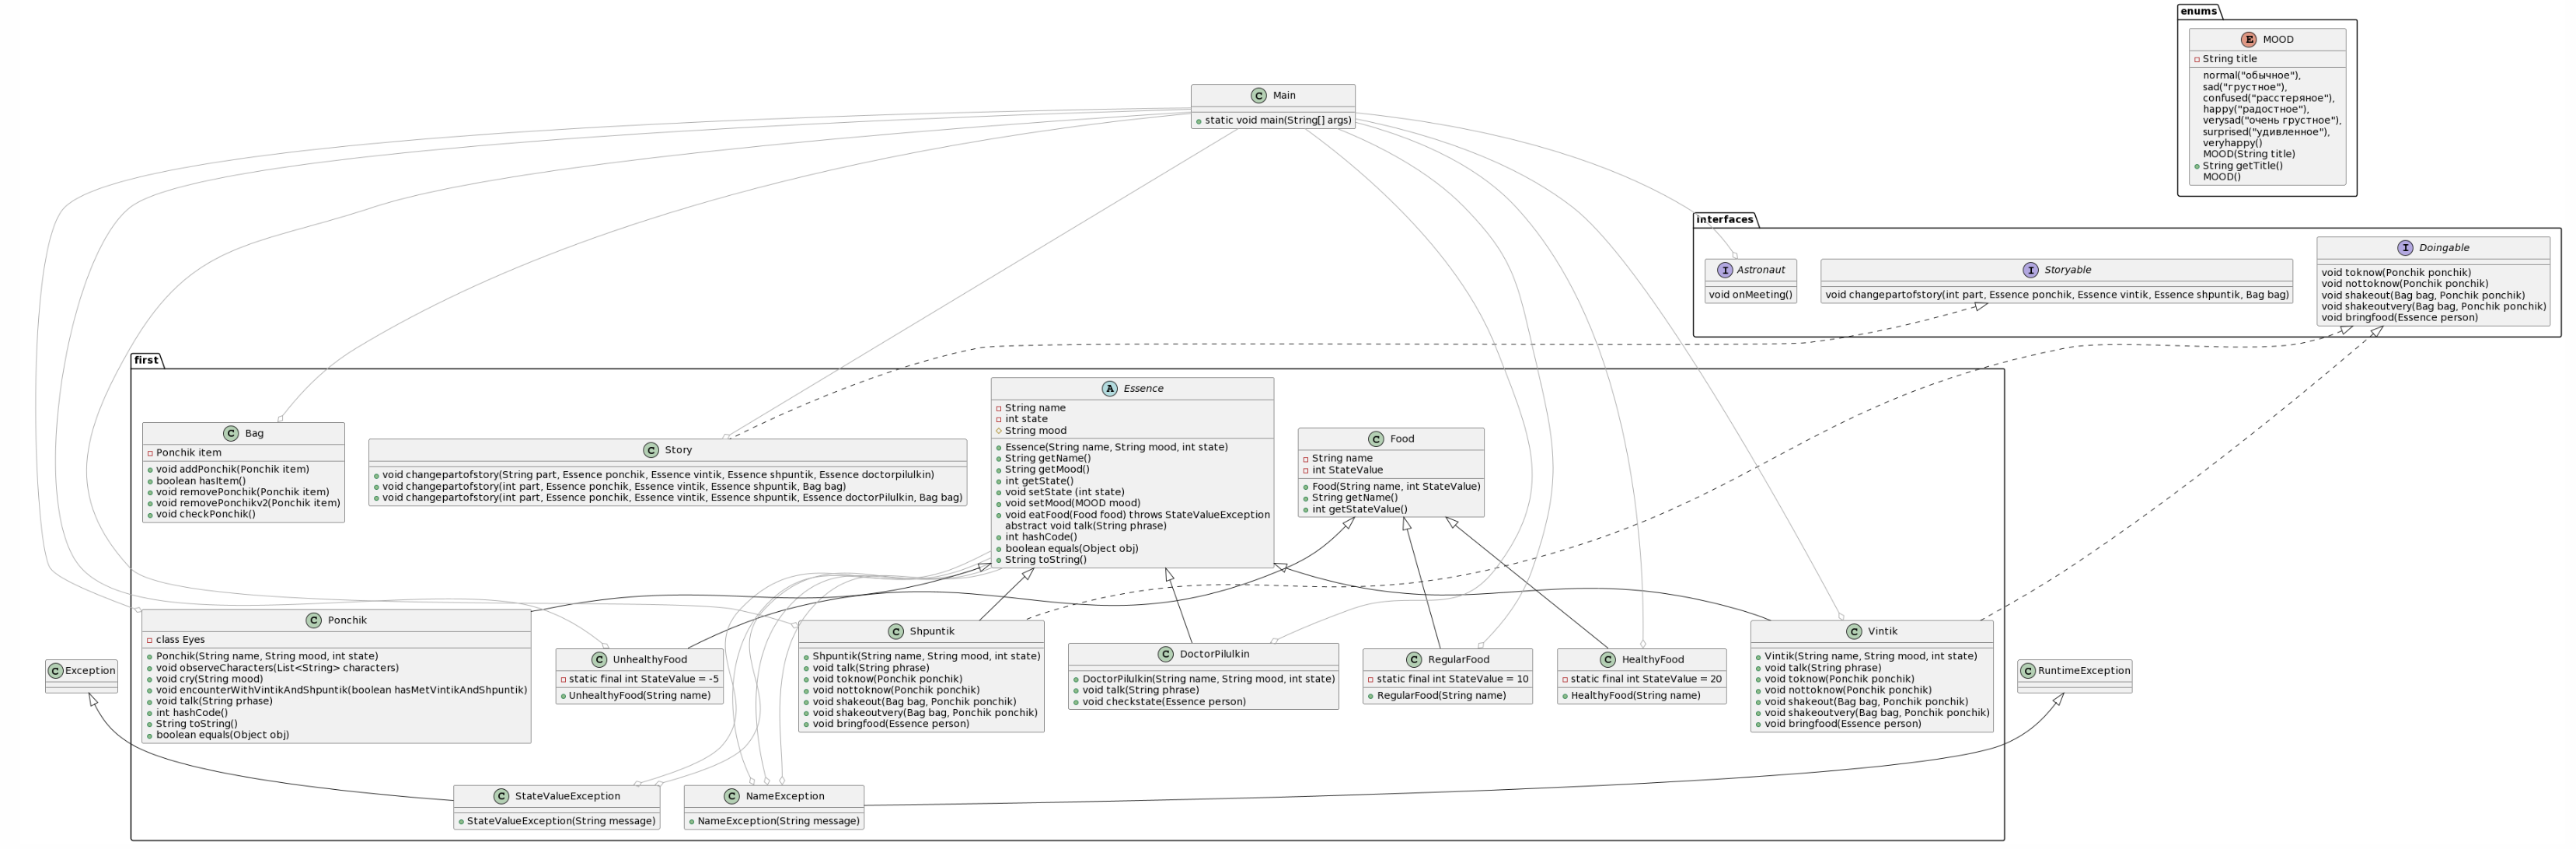 enums
E MOOD
String title
normal("обычное"),
sad("грустное"),
confused("расстеряное"),
happy("радостное"),
verysad("очень грустное"),
surprised("удивленное"),
veryhappy()
MOOD(String title)
String getTitle()
MOOD()
C Main
static void main(String[] args)
interfaces
I Astronaut
void onMeeting()
I Storyable
void changepartofstory(int part, Essence ponchik, Essence vintik, Essence shpuntik, Bag bag)
I Doingable
void toknow(Ponchik ponchik)
void nottoknow(Ponchik ponchik)
void shakeout(Bag bag, Ponchik ponchik)
void shakeoutvery(Bag bag, Ponchik ponchik)
void bringfood(Essence person)
first
C Bag
Ponchik item
void addPonchik(Ponchik item)
boolean hasItem()
void removePonchik(Ponchik item)
void removePonchikv2(Ponchik item)
void checkPonchik()
C Story
void changepartofstory(String part, Essence ponchik, Essence vintik, Essence shpuntik, Essence doctorpilulkin)
void changepartofstory(int part, Essence ponchik, Essence vintik, Essence shpuntik, Bag bag)
void changepartofstory(int part, Essence ponchik, Essence vintik, Essence shpuntik, Essence doctorPilulkin, Bag bag)
A Essence
String name
int state
String mood
Essence(String name, String mood, int state)
String getName()
String getMood()
int getState()
void setState (int state)
void setMood(MOOD mood)
void eatFood(Food food) throws StateValueException
abstract void talk(String phrase)
int hashCode()
boolean equals(Object obj)
String toString()
C Food
String name
int StateValue
Food(String name, int StateValue)
String getName()
int getStateValue()
C Exception
C Ponchik
class Eyes
Ponchik(String name, String mood, int state)
void observeCharacters(List<String> characters)
void cry(String mood)
void encounterWithVintikAndShpuntik(boolean hasMetVintikAndShpuntik)
void talk(String prhase)
int hashCode()
String toString()
boolean equals(Object obj)
C UnhealthyFood
static final int StateValue = -5
UnhealthyFood(String name)
C Shpuntik
Shpuntik(String name, String mood, int state)
void talk(String phrase)
void toknow(Ponchik ponchik)
void nottoknow(Ponchik ponchik)
void shakeout(Bag bag, Ponchik ponchik)
void shakeoutvery(Bag bag, Ponchik ponchik)
void bringfood(Essence person)
C DoctorPilulkin
DoctorPilulkin(String name, String mood, int state)
void talk(String phrase)
void checkstate(Essence person)
C RegularFood
static final int StateValue = 10
RegularFood(String name)
C HealthyFood
static final int StateValue = 20
HealthyFood(String name)
C Vintik
Vintik(String name, String mood, int state)
void talk(String phrase)
void toknow(Ponchik ponchik)
void nottoknow(Ponchik ponchik)
void shakeout(Bag bag, Ponchik ponchik)
void shakeoutvery(Bag bag, Ponchik ponchik)
void bringfood(Essence person)
C RuntimeException
C StateValueException
StateValueException(String message)
C NameException
NameException(String message)